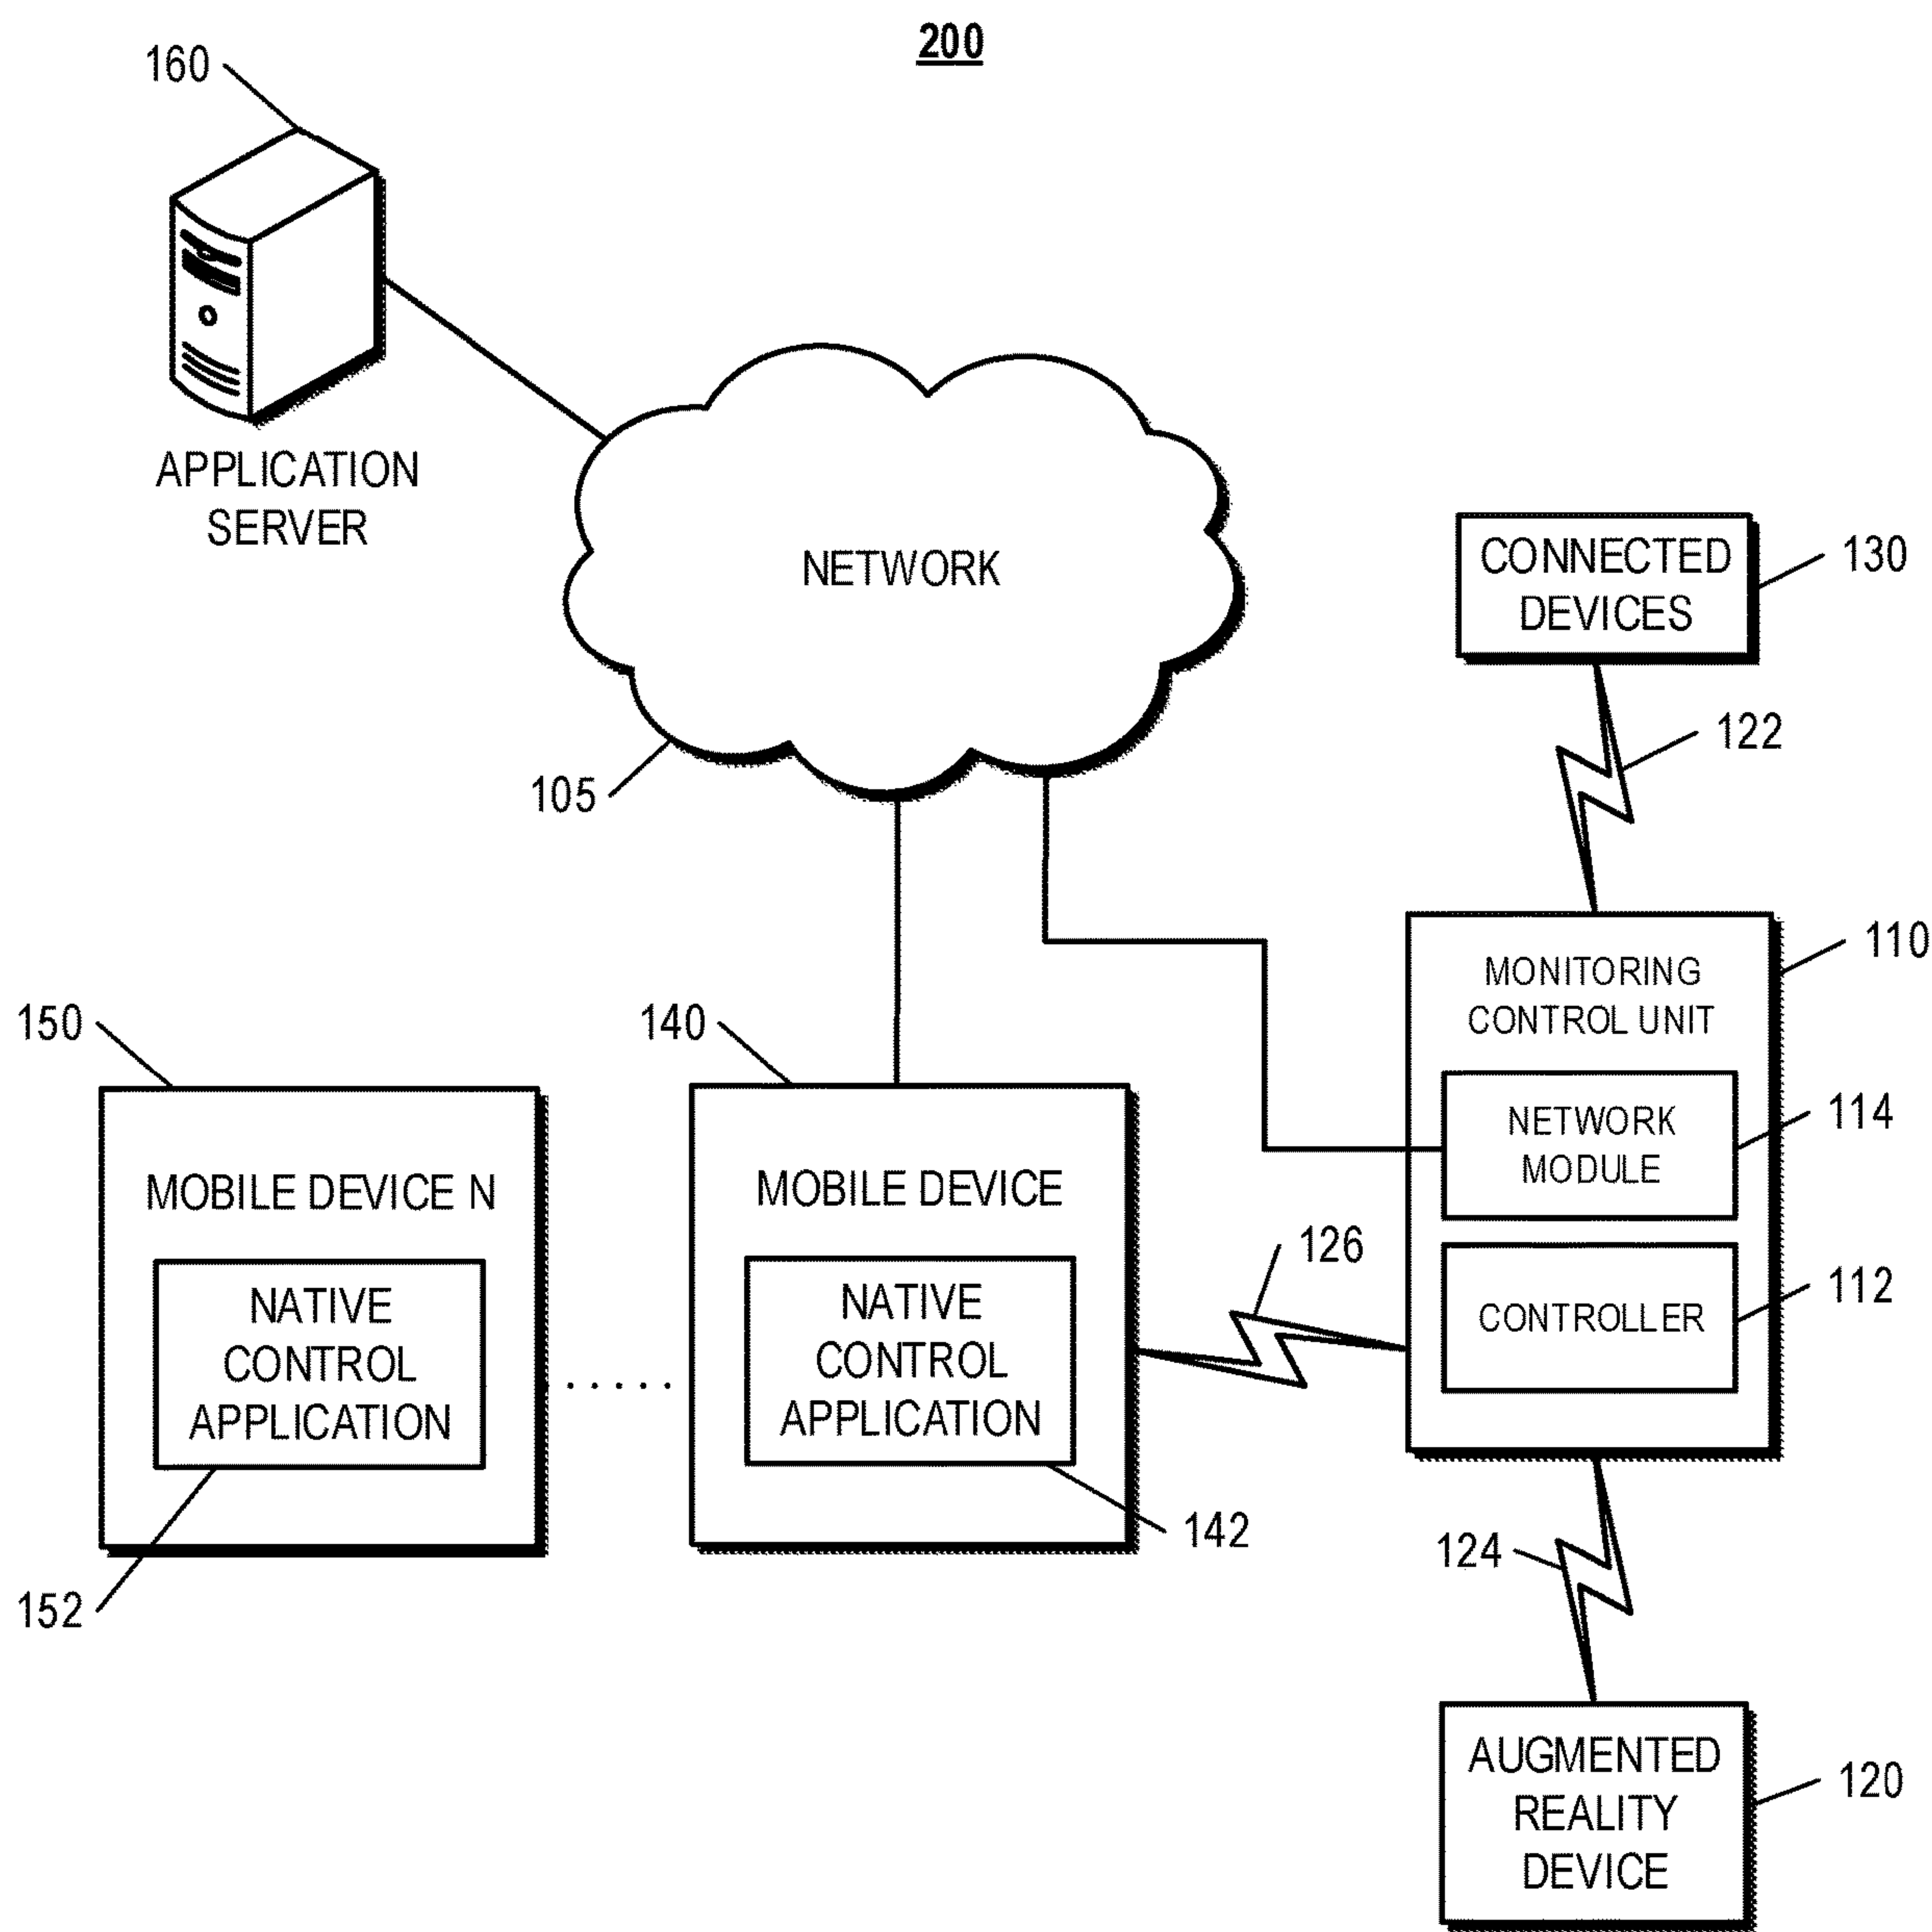 200
160
APPLICATION
SERVER
NETWORK
105
CONNECTED
DEVICES
130
122
MONITORING
CONTROL UNIT
110
NETWORK
MODULE
114
CONTROLLER
112
150
MOBILE DEVICE N
NATIVE
CONTROL
APPLICATION
152
.....
140
MOBILE DEVICE
NATIVE
CONTROL
APPLICATION
142
126
124
AUGMENTED
REALITY
DEVICE
120